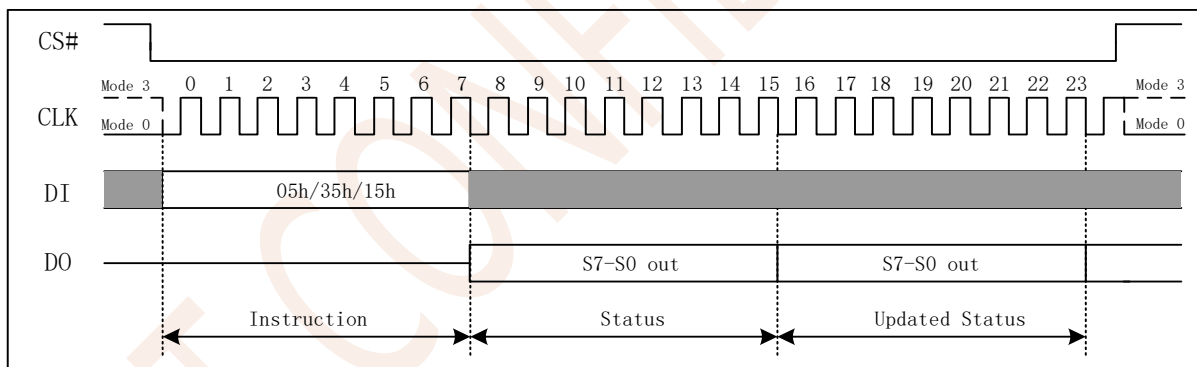 CS#
Mode 3 0 1 2 3 4 5 6 7 8 9 10 11 12 13 14 15 16 17 18 19 20 21 22 23 Mode 3
CLK
Mode 0 Mode 0
DI 05h/35h/15h
DO S7-S0 out S7-S0 out
Instruction Status Updated Status